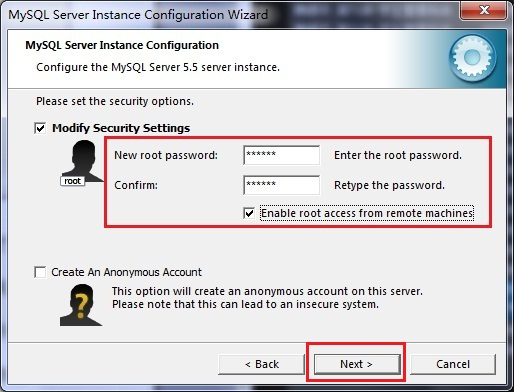 MySQL Server Instance Configuration Wizard
MySQL Server Instance Configuration
Configure the MySQL Server 5.5 server instance.
Please set the security options.
Modify Security Settings
root
New root password: ****** Enter the root password.
Confirm: ****** Retype the password.
Enable root access from remote machines
Create An Anonymous Account
This option will create an anonymous account on this server.
Please note that this can lead to an insecure system.
< Back Next > Cancel